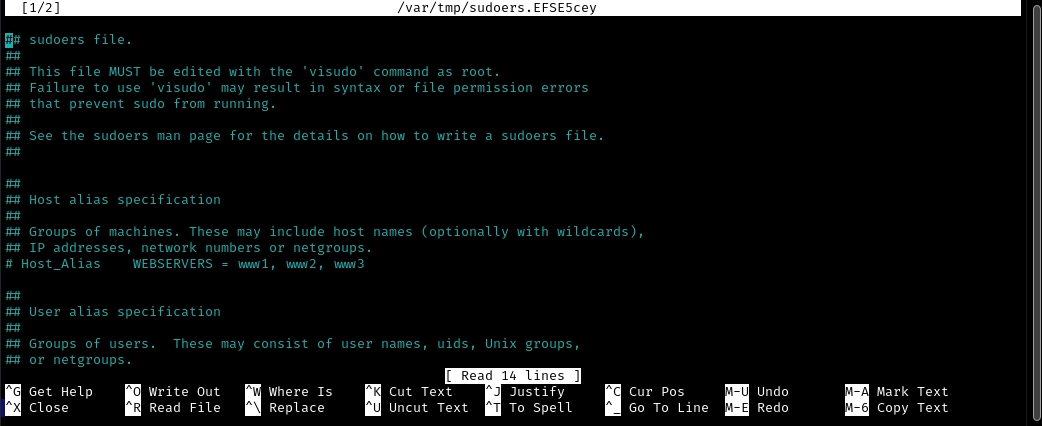 [1/2] /var/tmp/sudoers.EFSE5cey
## sudoers file.
##
## This file MUST be edited with the 'visudo' command as root.
## Failure to use 'visudo' may result in syntax or file permission errors
## that prevent sudo from running.
##
## See the sudoers man page for the details on how to write a sudoers file.
##
##
## Host alias specification
##
## Groups of machines. These may include host names (optionally with wildcards),
## IP addresses, network numbers or netgroups.
# Host_Alias    WEBSERVERS = www1, www2, www3
##
## User alias specification
##
## Groups of users.  These may consist of user names, uids, Unix groups,
## or netgroups.
[ Read 14 lines ]
^G Get Help ^O Write Out ^W Where Is ^K Cut Text ^J Justify ^C Cur Pos M-U Undo M-A Mark Text
^X Close ^R Read File ^\ Replace ^U Uncut Text ^T To Spell ^_ Go To Line M-E Redo M-6 Copy Text